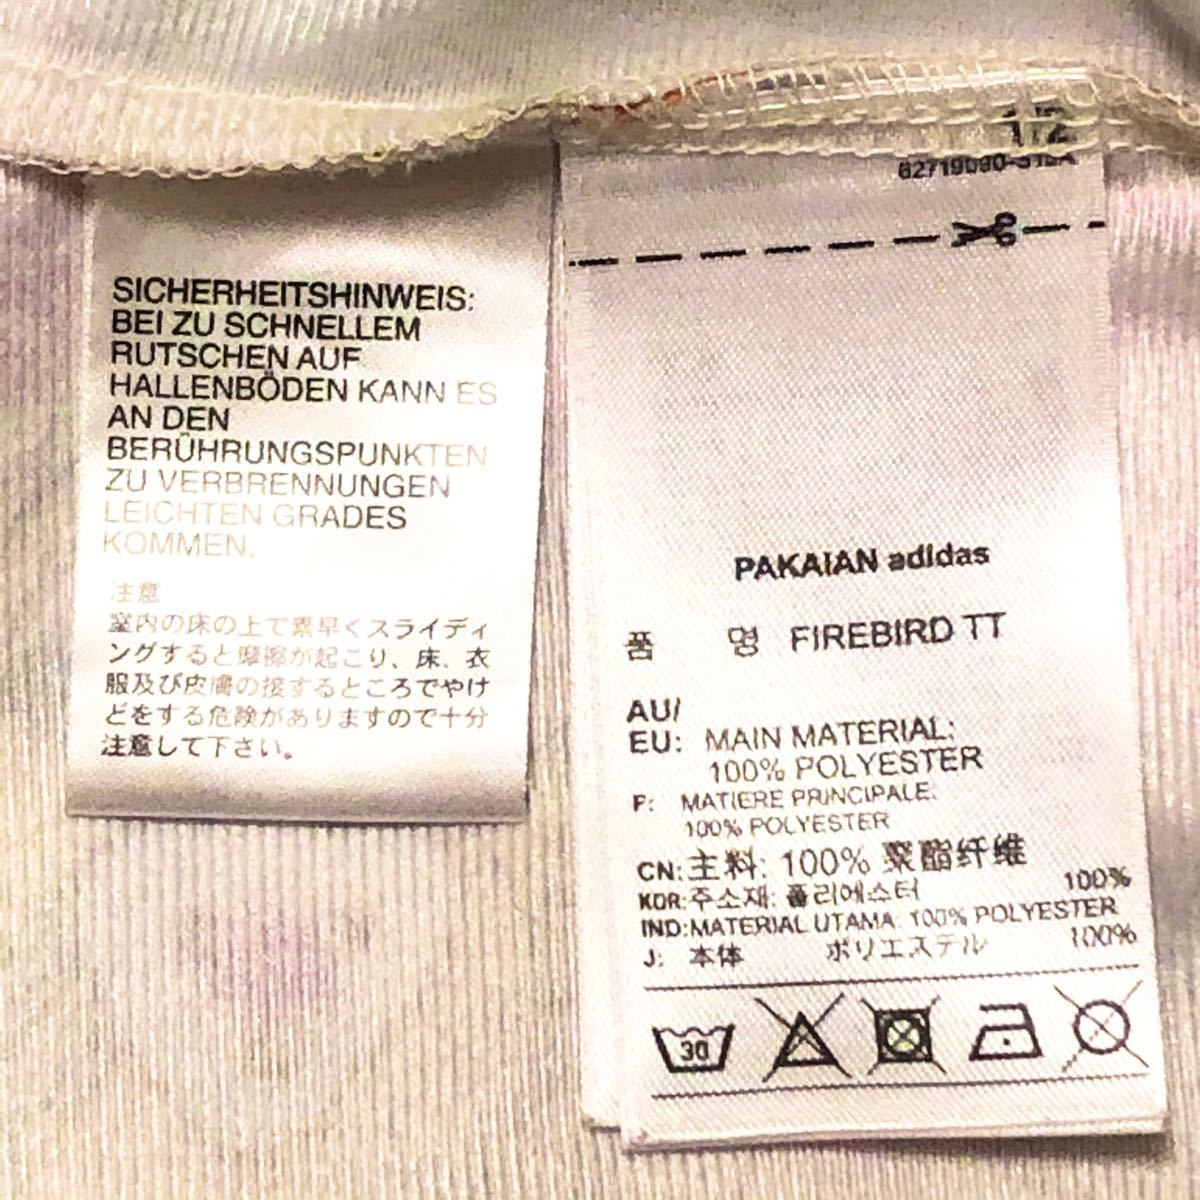 SICHERHEITSHINWEIS:
BEI ZU SCHNELLEM
RUTSCHEN AUF
HALLENBÖDEN KANN ES
AN DEN
BERÜHRUNGSPUNKTEN
ZU VERBRENNUNGEN
LEICHTEN GRADES
KOMMEN.
注意
室内の床の上で素早くスライディ
ングすると摩擦が起こり、床、衣
服及び皮膚の接するところでやけ
どをする危険がありますので十分
注意して下さい。
PAKAIAN adidas
품 명 FIREBIRD TT
AU/
EU: MAIN MATERIAL:
100% POLYESTER
F: MATIERE PRINCIPALE:
100% POLYESTER
CN: 主料: 100% 聚酯纤维
KOR: 주소재: 폴리에스터 100%
IND: MATERIAL UTAMA: 100% POLYESTER
J: 本体 ポリエステル 100%
30